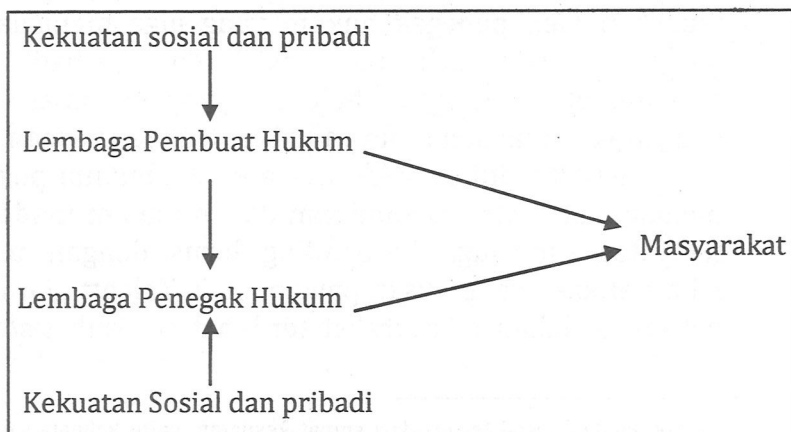 Kekuatan sosial dan pribadi
Lembaga Pembuat Hukum
Masyarakat
Lembaga Penegak Hukum
Kekuatan Sosial dan pribadi